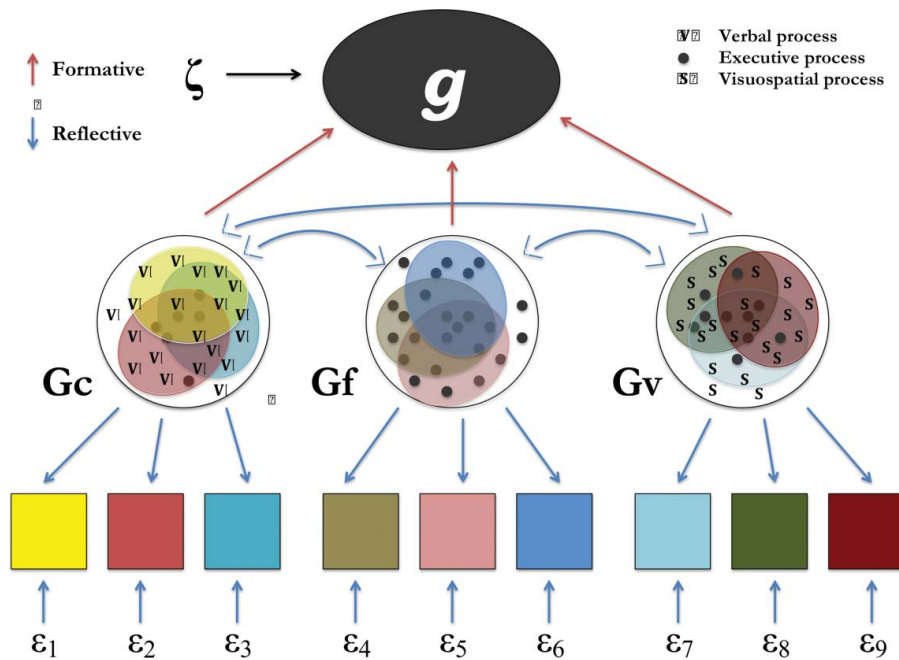 Formative
Reflective
ζ
g
V Verbal process
Executive process
S Visuospatial process
V[
V[
V[ V[
V[ V[ V[ V[
V[
V[ V[ V[
V[ V[
V[ V[
V[
S
S S
S S
S S S
S S S S
S S
S S
S S
Gc
Gf
Gv
ε1 ε2 ε3 ε4 ε5 ε6 ε7 ε8 ε9